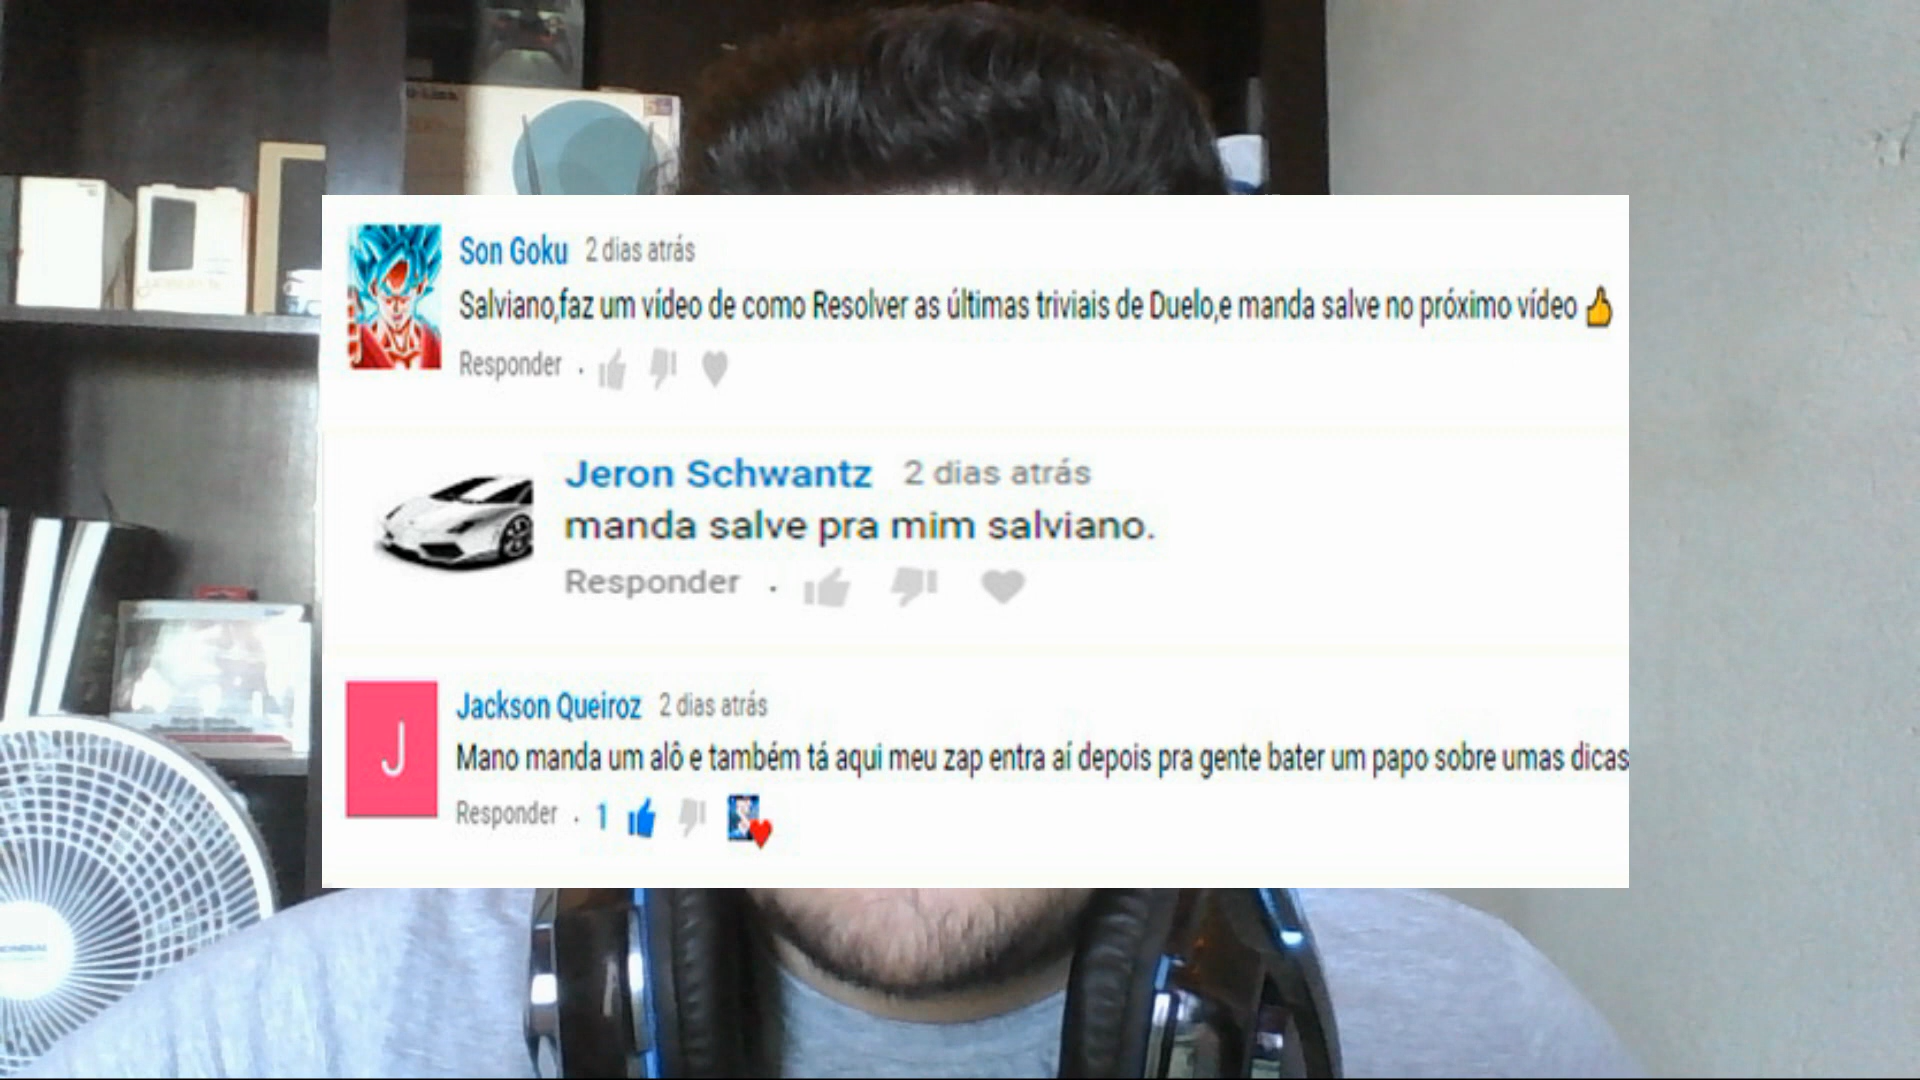 Son Goku 2 dias atrás
Salviano,faz um vídeo de como Resolver as últimas triviais de Duelo,e manda salve no próximo vídeo 👍
Responder .
Jeron Schwantz 2 dias atrás
manda salve pra mim salviano.
Responder .
J
Jackson Queiroz 2 dias atrás
Mano manda um alô e também tá aqui meu zap entra aí depois pra gente bater um papo sobre umas dicas
Responder . 1